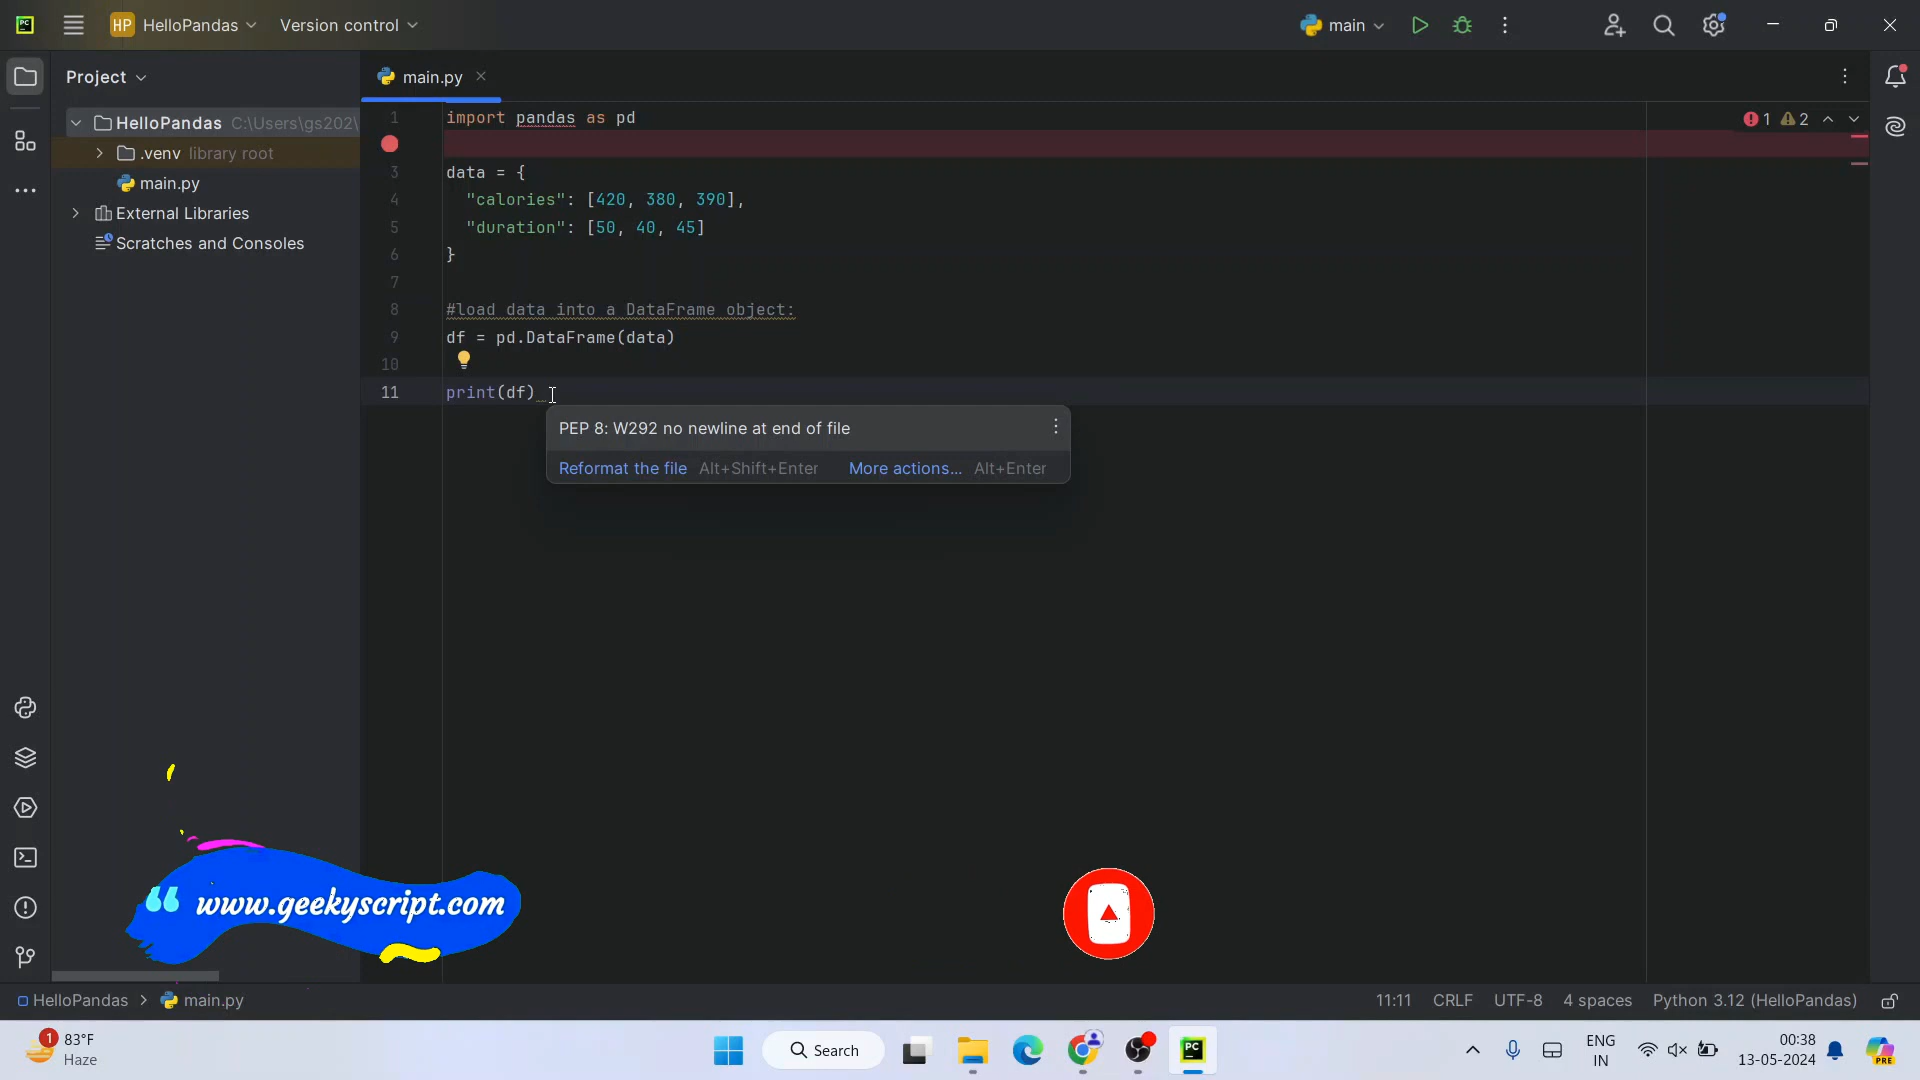 PC
HP HelloPandas Version control
main
Project
main.py
HelloPandas C:\Users\gs202\
.venv library root
main.py
External Libraries
Scratches and Consoles
1 import pandas as pd
1 2
3 data = {
4 "calories": [420, 380, 390],
5 "duration": [50, 40, 45]
6 }
7
8 #load data into a DataFrame object:
9 df = pd.DataFrame(data)
10
11 print(df)
PEP 8: W292 no newline at end of file
Reformat the file Alt+Shift+Enter More actions... Alt+Enter
“ www.geekyscript.com
HelloPandas > main.py
11:11 CRLF UTF-8 4 spaces Python 3.12 (HelloPandas)
1 83°F
Haze
Search
PC
ENG
IN
00:38
13-05-2024
PRE